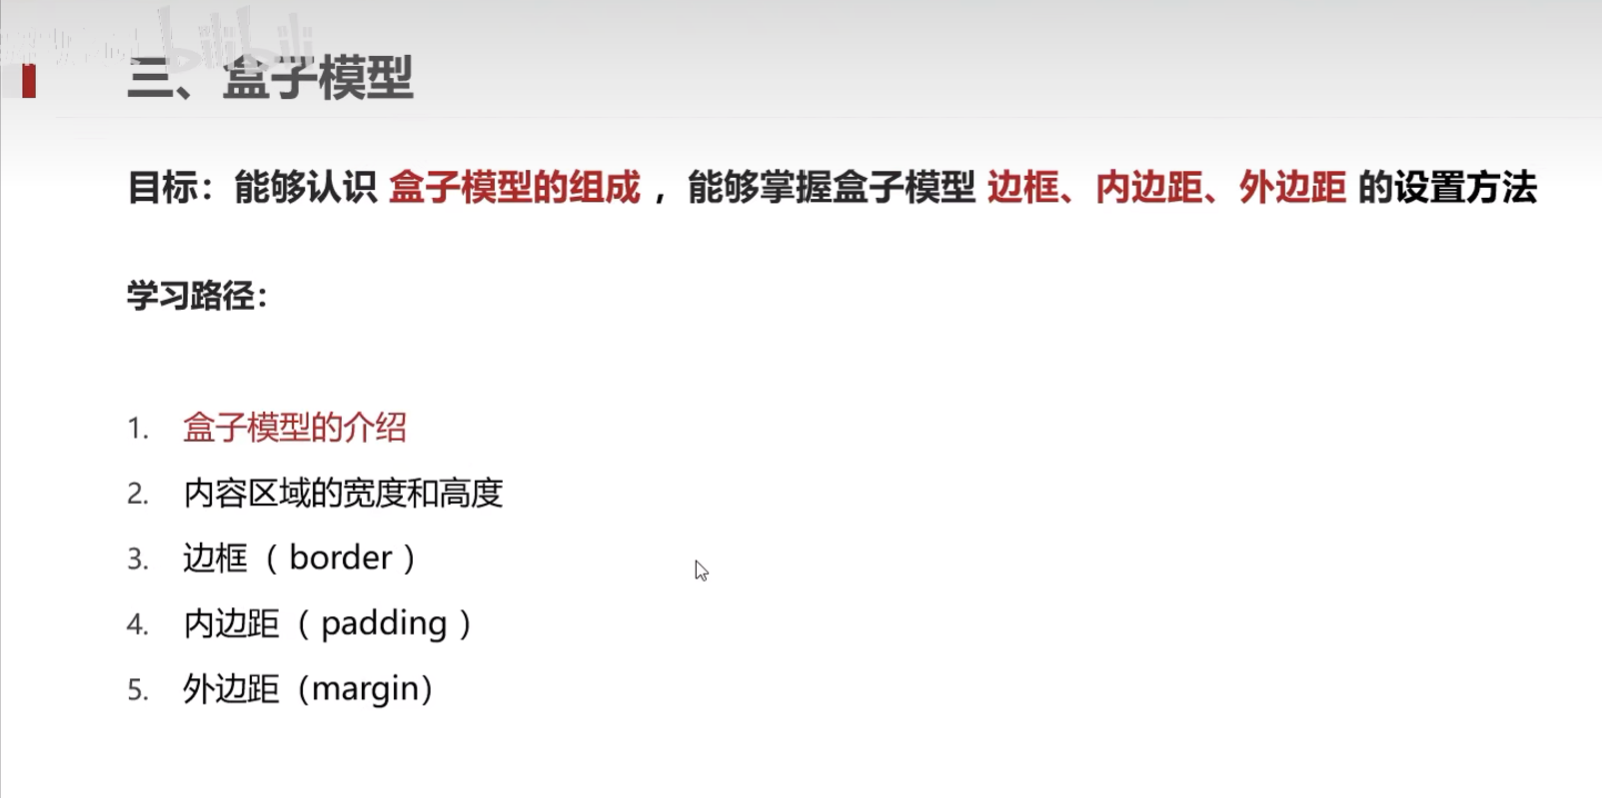 bilibili
三、盒子模型
目标：能够认识 盒子模型的组成 ，能够掌握盒子模型 边框、内边距、外边距 的设置方法
学习路径：
1. 盒子模型的介绍
2. 内容区域的宽度和高度
3. 边框（ border ）
4. 内边距（ padding ）
5. 外边距（margin）